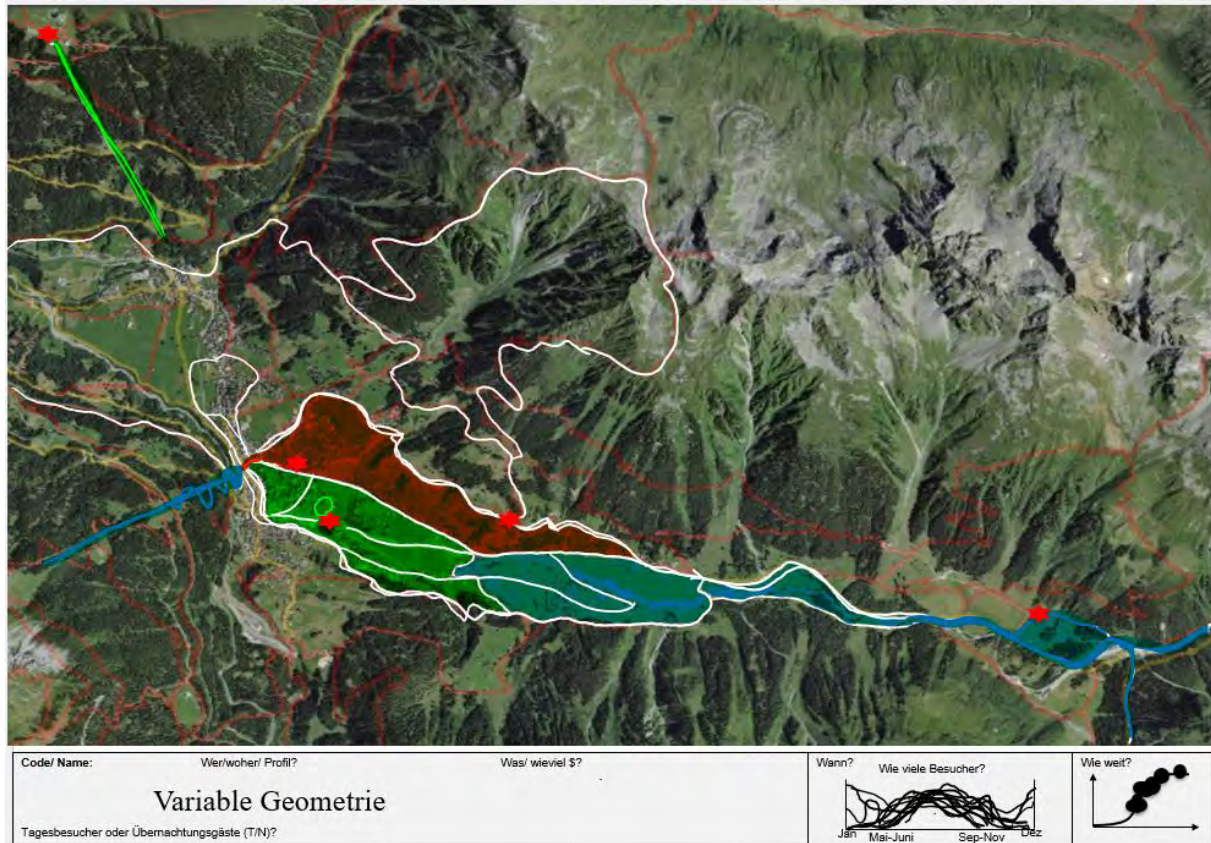 Code/ Name:
Wer/woher/ Profil?
Was/ wieviel $?
Variable Geometrie
Tagesbesucher oder Übernachtungsgäste (T/N)?
Wann?
Wie viele Besucher?
Jan
Mai-Juni
Sep-Nov
Dez
Wie weit?